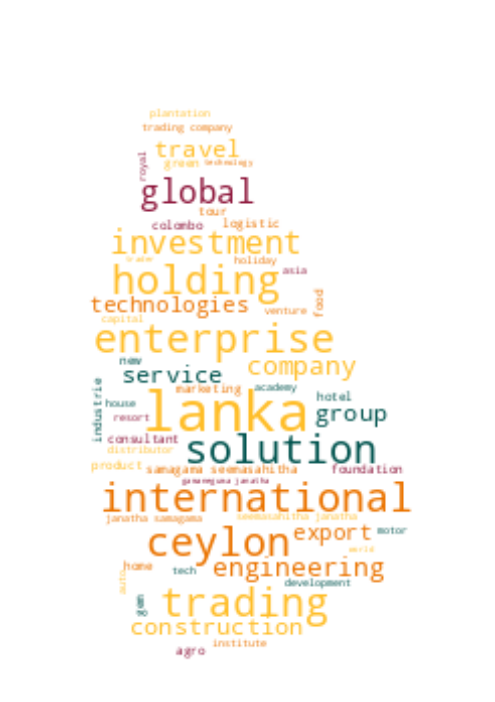 plantation
trading company
travel
royal
green technology
global
tour
colombo logistic
investment
trader holiday
asia
holding
technologies
venture food
capital
enterprise
new
company
service
industrie
marketing academy
house
hotel
lanka
resort
group
consultant
distributor
solution
product samagama seemasahitha foundation
gamaneguna janatha
international
janatha samagama seemasahitha janatha
ceylon
export motor
world
home tech
engineering
auto
development
gem
trading
construction
institute
agro